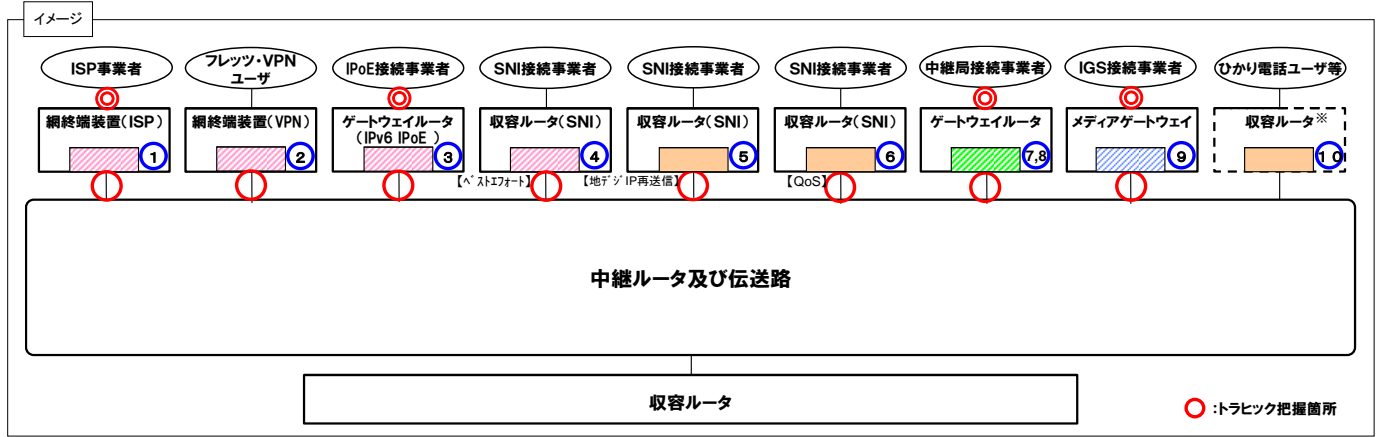 イメージ
ISP事業者
フレッツ・VPN
ユーザ
IPoE接続事業者
SNI接続事業者
SNI接続事業者
SNI接続事業者
中継局接続事業者
IGS接続事業者
ひかり電話ユーザ等
網終端装置(ISP)
網終端装置(VPN)
ゲートウェイルータ
(IPv6 IPoE )
収容ルータ(SNI)
収容ルータ(SNI)
収容ルータ(SNI)
ゲートウェイルータ
メディアゲートウェイ
収容ルータ※
1
2
3
4
5
6
7,8
9
10
【ベストエフォート】
【地デジIP再送信】
【QoS】
中継ルータ及び伝送路
収容ルータ
:トラヒック把握箇所